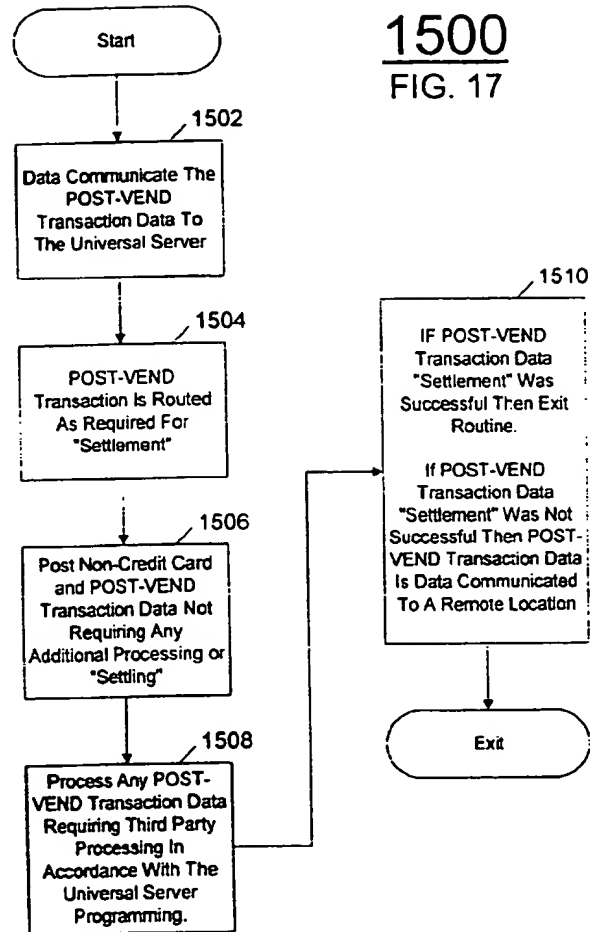 Start
1500
FIG. 17
1502
Data Communicate The
POST-VEND
Transaction Data To
The Universal Server
1504
POST-VEND
Transaction Is Routed
As Required For
"Settlement"
1506
Post Non-Credit Card
and POST-VEND
Transaction Data Not
Requiring Any
Additional Processing or
"Settling"
1508
Process Any POST-
VEND Transaction Data
Requiring Third Party
Processing In
Accordance With The
Universal Server
Programming.
1510
IF POST-VEND
Transaction Data
"Settlement" Was
Successful Then Exit
Routine.
If POST-VEND
Transaction Data
"Settlement" Was Not
Successful Then POST-
VEND Transaction Data
Is Data Communicated
To A Remote Location
Exit